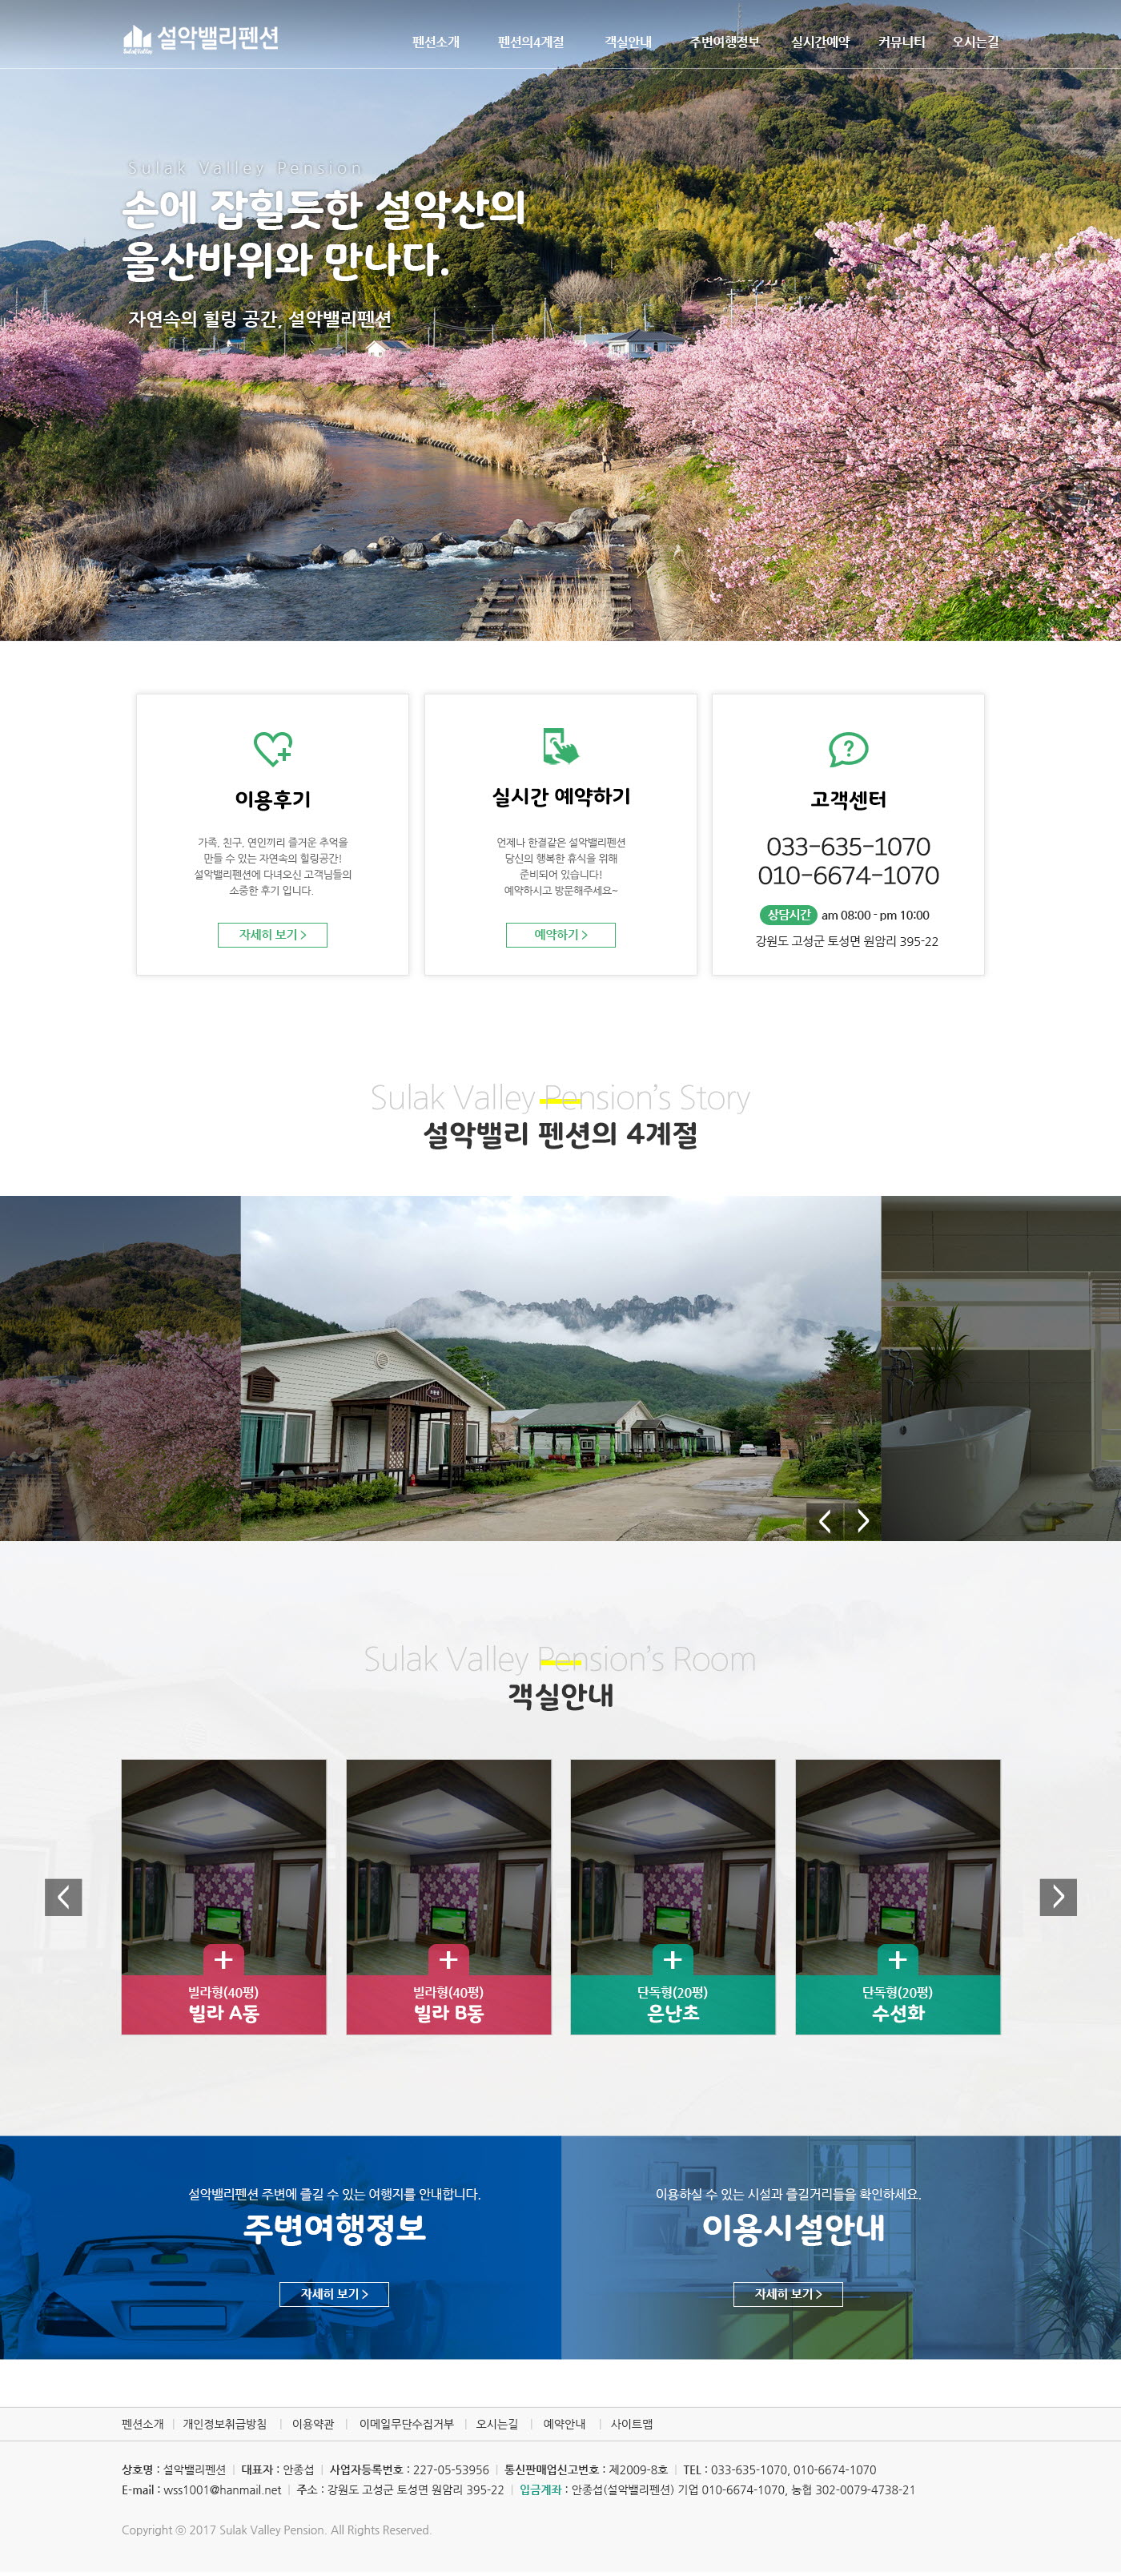 설악밸리펜션
Sulak Valley
펜션소개 펜션의4계절 객실안내 주변여행정보 실시간예약 커뮤니티 오시는길
Sulak Valley Pension
손에 잡힐듯한 설악산의
울산바위와 만나다.
자연속의 힐링 공간, 설악밸리펜션
이용후기
가족, 친구, 연인끼리 즐거운 추억을
만들 수 있는 자연속의 힐링공간!
설악밸리펜션에 다녀오신 고객님들의
소중한 후기 입니다.
자세히 보기 >
실시간 예약하기
언제나 한결같은 설악밸리펜션
당신의 행복한 휴식을 위해
준비되어 있습니다!
예약하시고 방문해주세요~
예약하기 >
고객센터
033-635-1070
010-6674-1070
상담시간 am 08:00 - pm 10:00
강원도 고성군 토성면 원암리 395-22
Sulak Valley Pension's Story
설악밸리 펜션의 4계절
Sulak Valley Pension's Room
객실안내
빌라형(40평)
빌라 A동
빌라형(40평)
빌라 B동
단독형(20평)
은난초
단독형(20평)
수선화
설악밸리펜션 주변에 즐길 수 있는 여행지를 안내합니다.
주변여행정보
자세히 보기 >
이용하실 수 있는 시설과 즐길거리들을 확인하세요.
이용시설안내
자세히 보기 >
펜션소개 | 개인정보취급방침 | 이용약관 | 이메일무단수집거부 | 오시는길 | 예약안내 | 사이트맵
상호명 : 설악밸리펜션 | 대표자 : 안종섭 | 사업자등록번호 : 227-05-53956 | 통신판매업신고번호 : 제2009-8호 | TEL : 033-635-1070, 010-6674-1070
E-mail : wss1001@hanmail.net | 주소 : 강원도 고성군 토성면 원암리 395-22 | 입금계좌 : 안종섭(설악밸리펜션) 기업 010-6674-1070, 농협 302-0079-4738-21
Copyright ⓒ 2017 Sulak Valley Pension. All Rights Reserved.